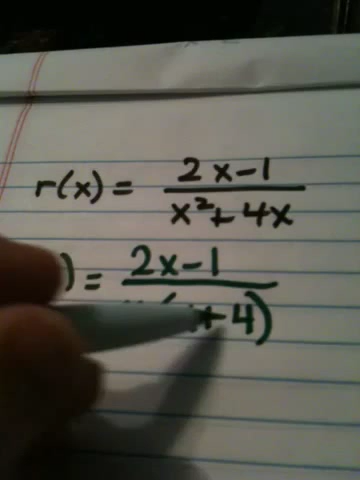 r(x) = 2x-1 / x²+ 4x
) = 2x-1 / +4)